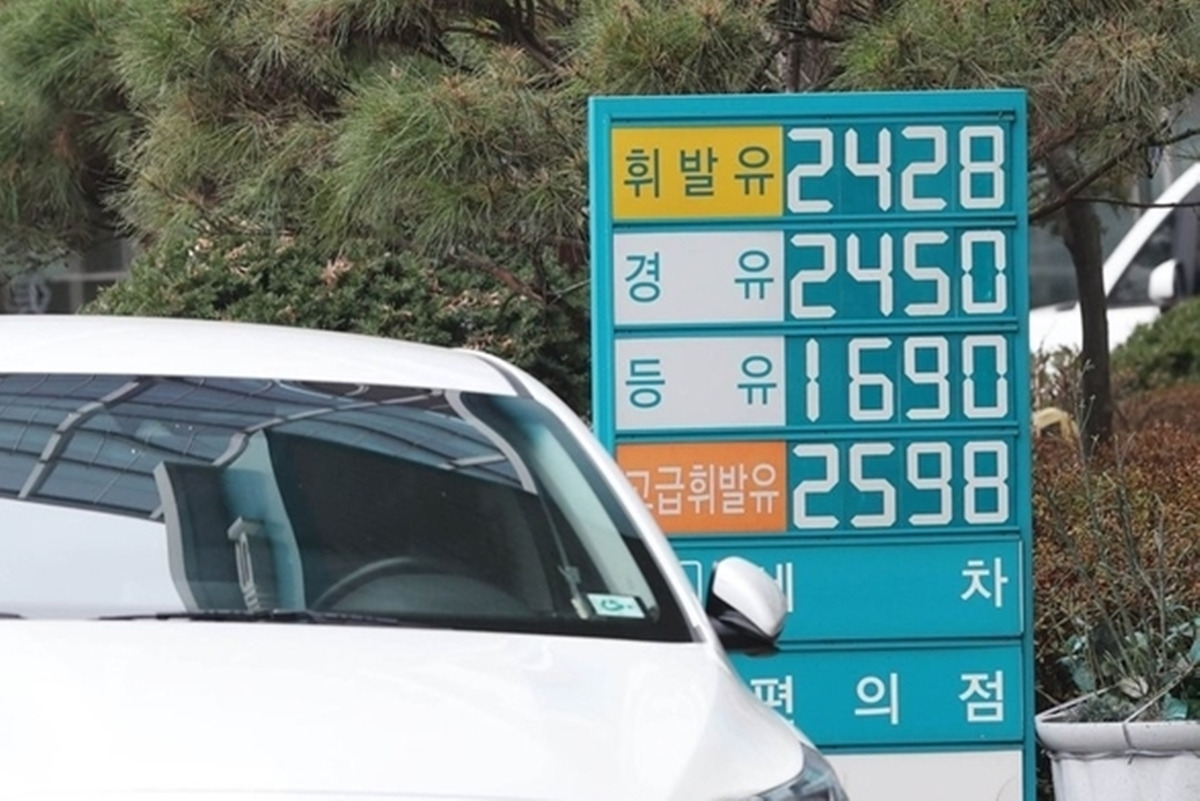 휘발유 2428
경유 2450
등유 1690
고급휘발유 2598
차
편의점